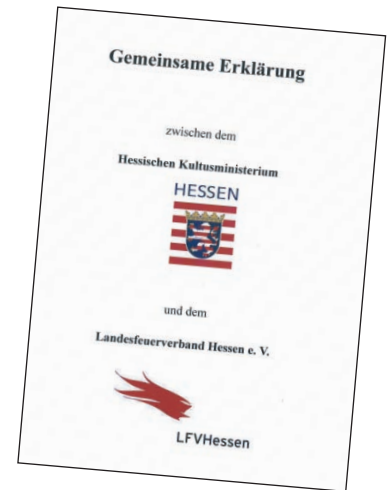 Gemeinsame Erklärung
zwischen dem
Hessischen Kultusministerium
HESSEN
und dem
Landesfeuerverband Hessen e. V.
LFVHessen